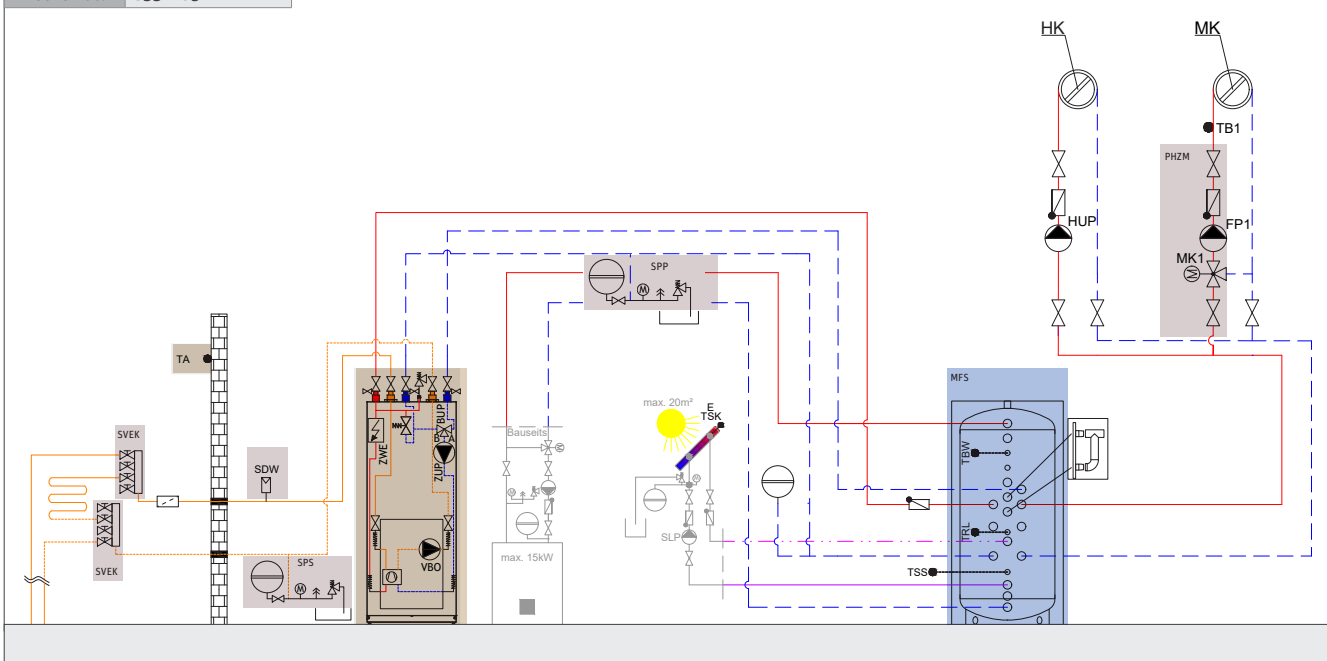 HK
MK
TB1
PHZM
HUP
FP1
MK1
M
SPP
M
TA
MFS
max. 20m²
E
TSK
SVEK
Bauseits
M
TBW
BUP
B
A
ZWE
ZUP
SDW
M
M
TRL
SLP
VBO
max. 15kW
SVEK
SPS
M
TSS